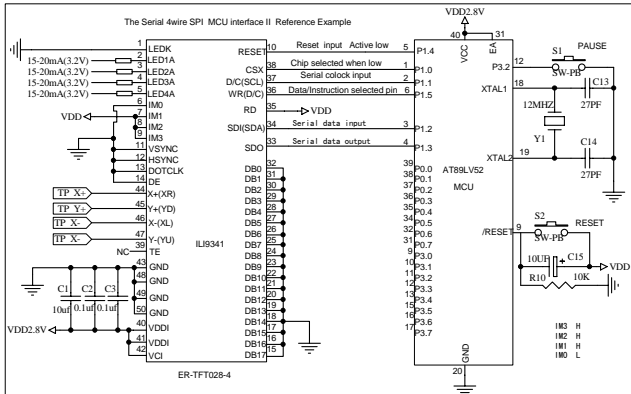 The Serial 4wire SPI MCU interface II Reference Example
VDD2.8V
15-20mA(3.2V)
15-20mA(3.2V)
15-20mA(3.2V)
15-20mA(3.2V)
1 LEDK
2 LED1A
3 LED2A
4 LED3A
5 LED4A
6 IM0
VDD
7 IM1
8 IM2
9 IM3
11 VSYNC
12 HSYNC
13 DOTCLK
14 DE
TP X+ 44 X+(XR)
TP Y+ 45 Y+(YD)
TP X- 46 X-(XL)
TP X- 47 Y-(YU)
NC 39 TE
43 GND
48 GND
49 GND
50 GND
40 VDDI
41 VDDI
42 VCI
C1 C2 C3
10uf 0.1uf 0.1uf
VDD2.8V
ILI9341
ER-TFT028-4
RESET 10 Reset input Active low 5 P1.4
CSX 38 Chip selected when low 1 P1.0
D/C(SCL) 37 Serial colock input 2 P1.1
WR(D/C) 36 Data/Instruction selected pin 6 P1.5
RD 35 VDD
SDI(SDA) 34 Serial data input 3 P1.2
SDO 33 Serial data output 4 P1.3
DB0 32
DB1 31
DB2 30
DB3 29
DB4 28
DB5 27
DB6 26
DB7 25
DB8 24
DB9 23
DB10 22
DB11 21
DB12 20
DB13 19
DB14 18
DB15 17
DB16 16
DB17 15
39 P0.0
38 P0.1
37 P0.2
36 P0.3
35 P0.4
34 P0.5
32 P0.6
31 P0.7
10 P3.0
11 P3.1
12 P3.2
13 P3.3
14 P3.4
15 P3.5
16 P3.6
17 P3.7
40 VCC
31 EA
AT89LV52
MCU
GND
20
P3.2 12
S1 PAUSE
SW-PB
XTAL1 18
C13
27PF
12MHZ
Y1
C14
27PF
XTAL2 19
/RESET 9
S2 RESET
SW-PB
10UF + C15
VDD
R10 10K
IM3 H
IM2 H
IM1 H
IM0 L